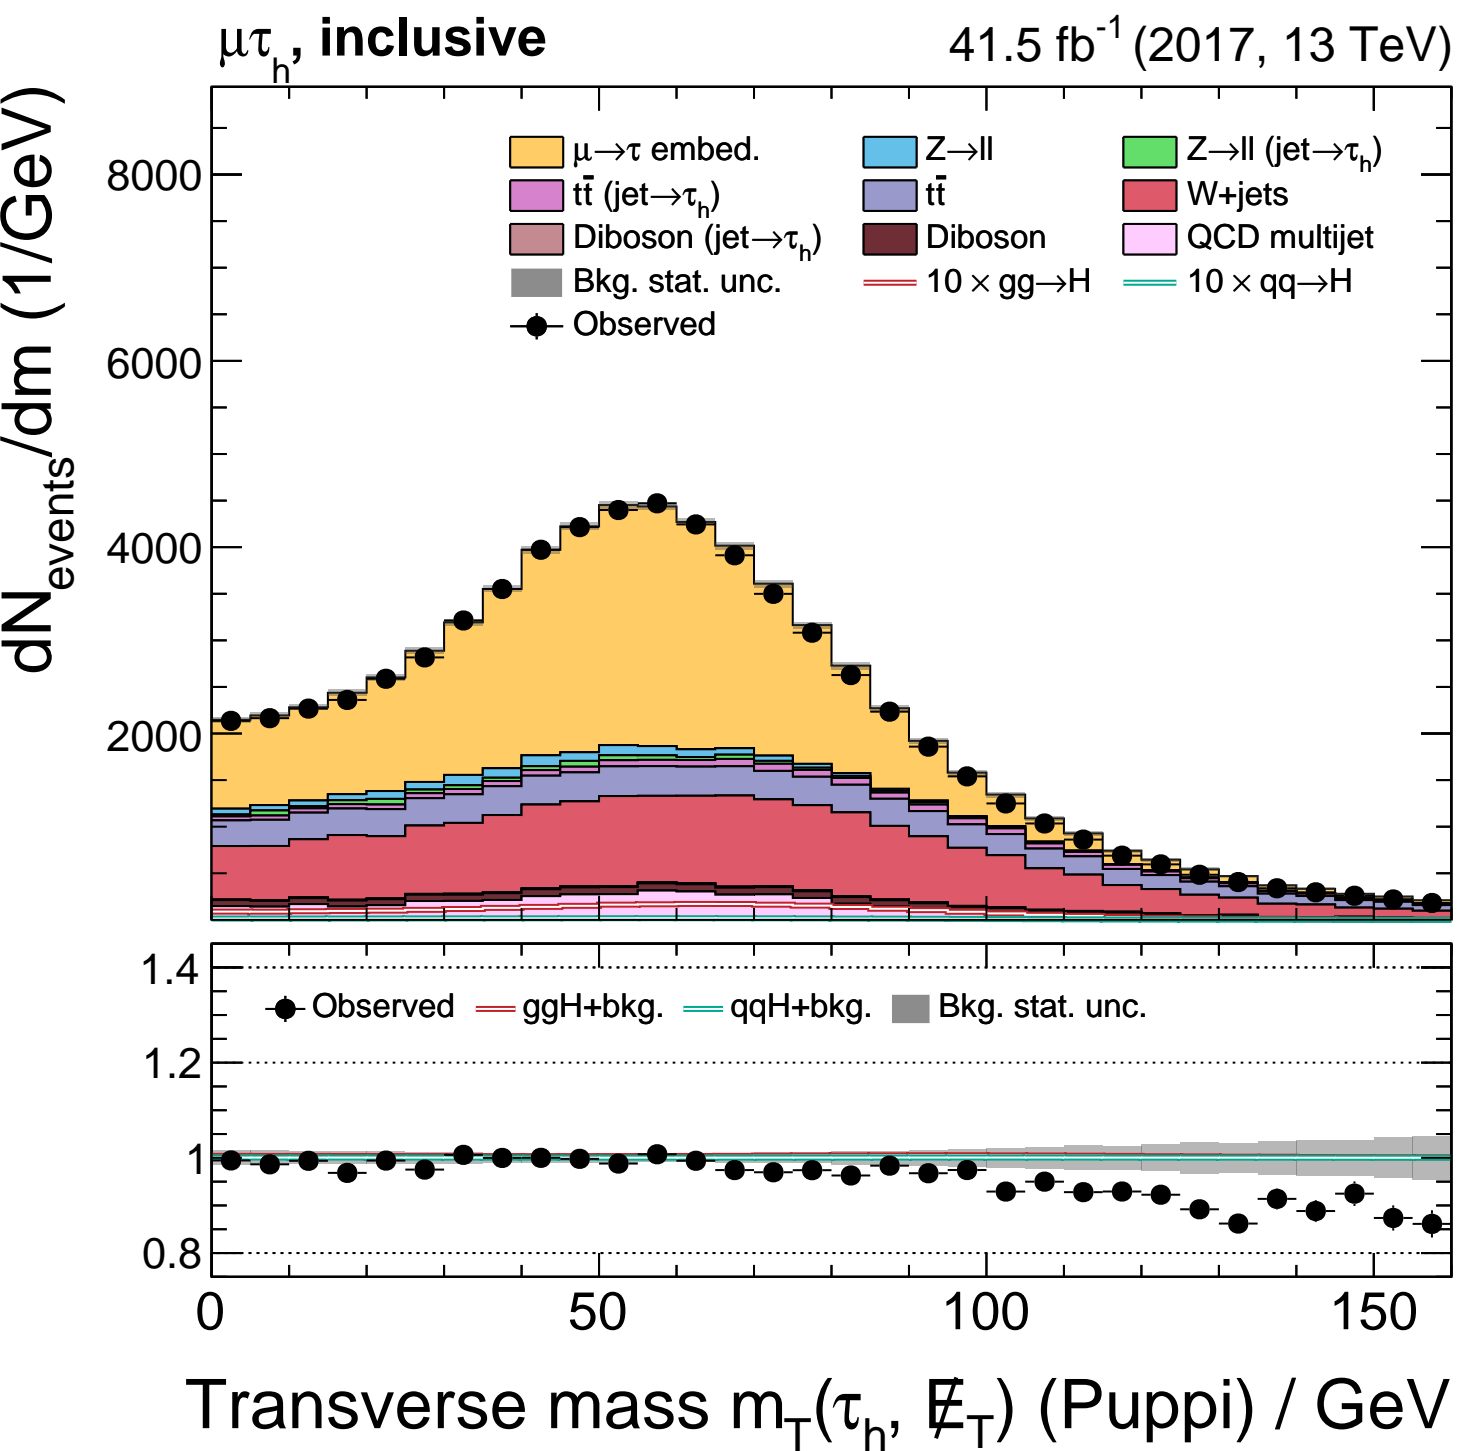 μτh, inclusive
41.5 fb-1 (2017, 13 TeV)
dNevents/dm (1/GeV)
8000
6000
4000
2000
μ→τ embed.
Z→ll
Z→ll (jet→τh)
tt̄ (jet→τh)
tt̄
W+jets
Diboson (jet→τh)
Diboson
QCD multijet
Bkg. stat. unc.
10 × gg→H
10 × qq→H
Observed
1.4
1.2
1
0.8
Observed
ggH+bkg.
qqH+bkg.
Bkg. stat. unc.
0
50
100
150
Transverse mass mT(τh, E̸T) (Puppi) / GeV